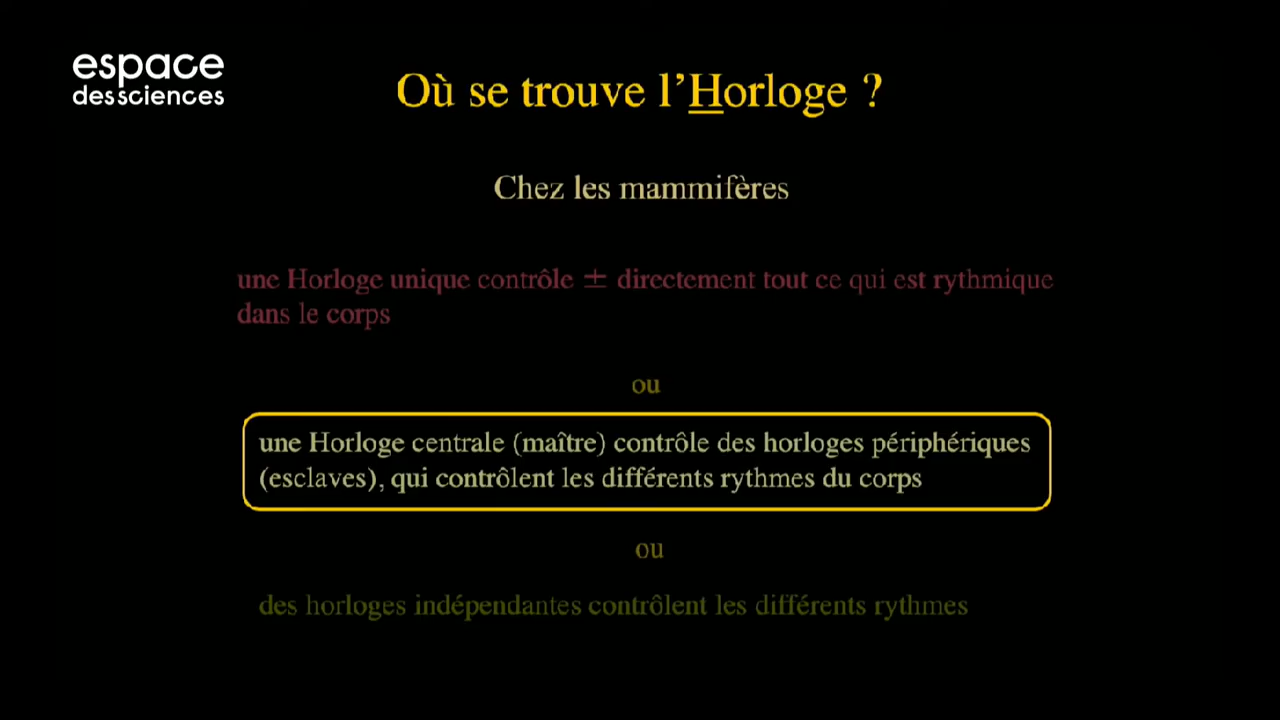 espace
des sciences
Où se trouve l'Horloge ?
Chez les mammifères
une Horloge unique contrôle ± directement tout ce qui est rythmique
dans le corps
ou
une Horloge centrale (maître) contrôle des horloges périphériques
(esclaves), qui contrôlent les différents rythmes du corps
ou
des horloges indépendantes contrôlent les différents rythmes